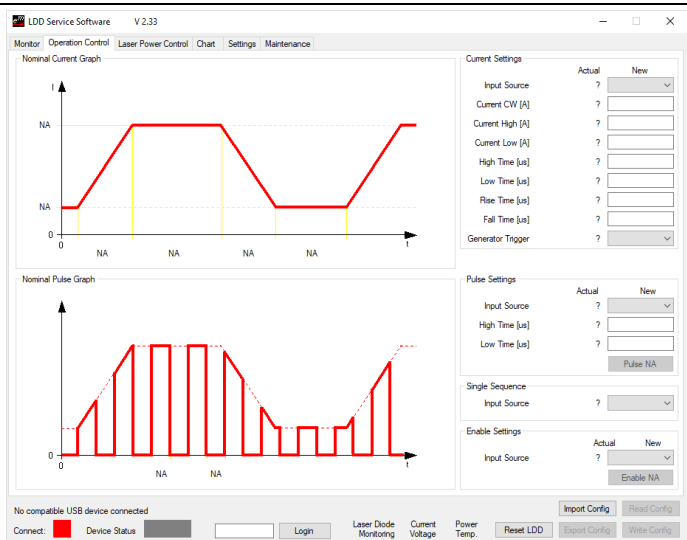 LDD Service Software V 2.33
Monitor Operation Control Laser Power Control Chart Settings Maintenance
Nominal Current Graph
I
NA
NA
0
0
t
NA NA NA NA
Current Settings
Actual New
Input Source ?
Current CW [A] ?
Current High [A] ?
Current Low [A] ?
High Time [us] ?
Low Time [us] ?
Rise Time [us] ?
Fall Time [us] ?
Generator Trigger ?
Nominal Pulse Graph
0
0
t
NA NA
Pulse Settings
Actual New
Input Source ?
High Time [us] ?
Low Time [us] ?
Pulse NA
Single Sequence
Input Source ?
Enable Settings
Actual New
Input Source ?
Enable NA
No compatible USB device connected
Import Config Read Config
Connect: Device Status Login
Laser Diode Monitoring
Current Voltage
Power Temp.
Reset LDD Export Config Write Config